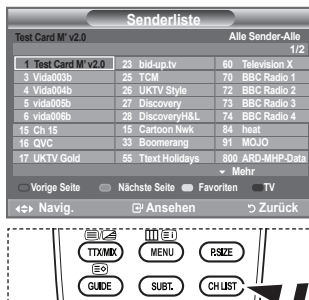 Senderliste
Test Card M' v2.0 Alle Sender-Alle
1/2
1 Test Card M' v2.0 23 bid-up.tv 60 Television X
3 Vida003b 25 TCM 70 BBC Radio 1
4 Vida004b 26 UKTV Style 72 BBC Radio 2
5 vida005b 27 Discovery 73 BBC Radio 3
6 vida006b 28 DiscoveryH&L 74 BBC Radio 4
15 Ch 15 15 Cartoon Nwk 84 heat
16 QVC 33 Boomerang 91 MOJO
17 UKTV Gold 55 Ttext Holidays 800 ARD-MHP-Data
Mehr
Vorige Seite Nächste Seite Favoriten TV
Navig. Ansehen Zurück
TTX/MIX MENU P.SIZE
GUIDE SUBT. CH LIST